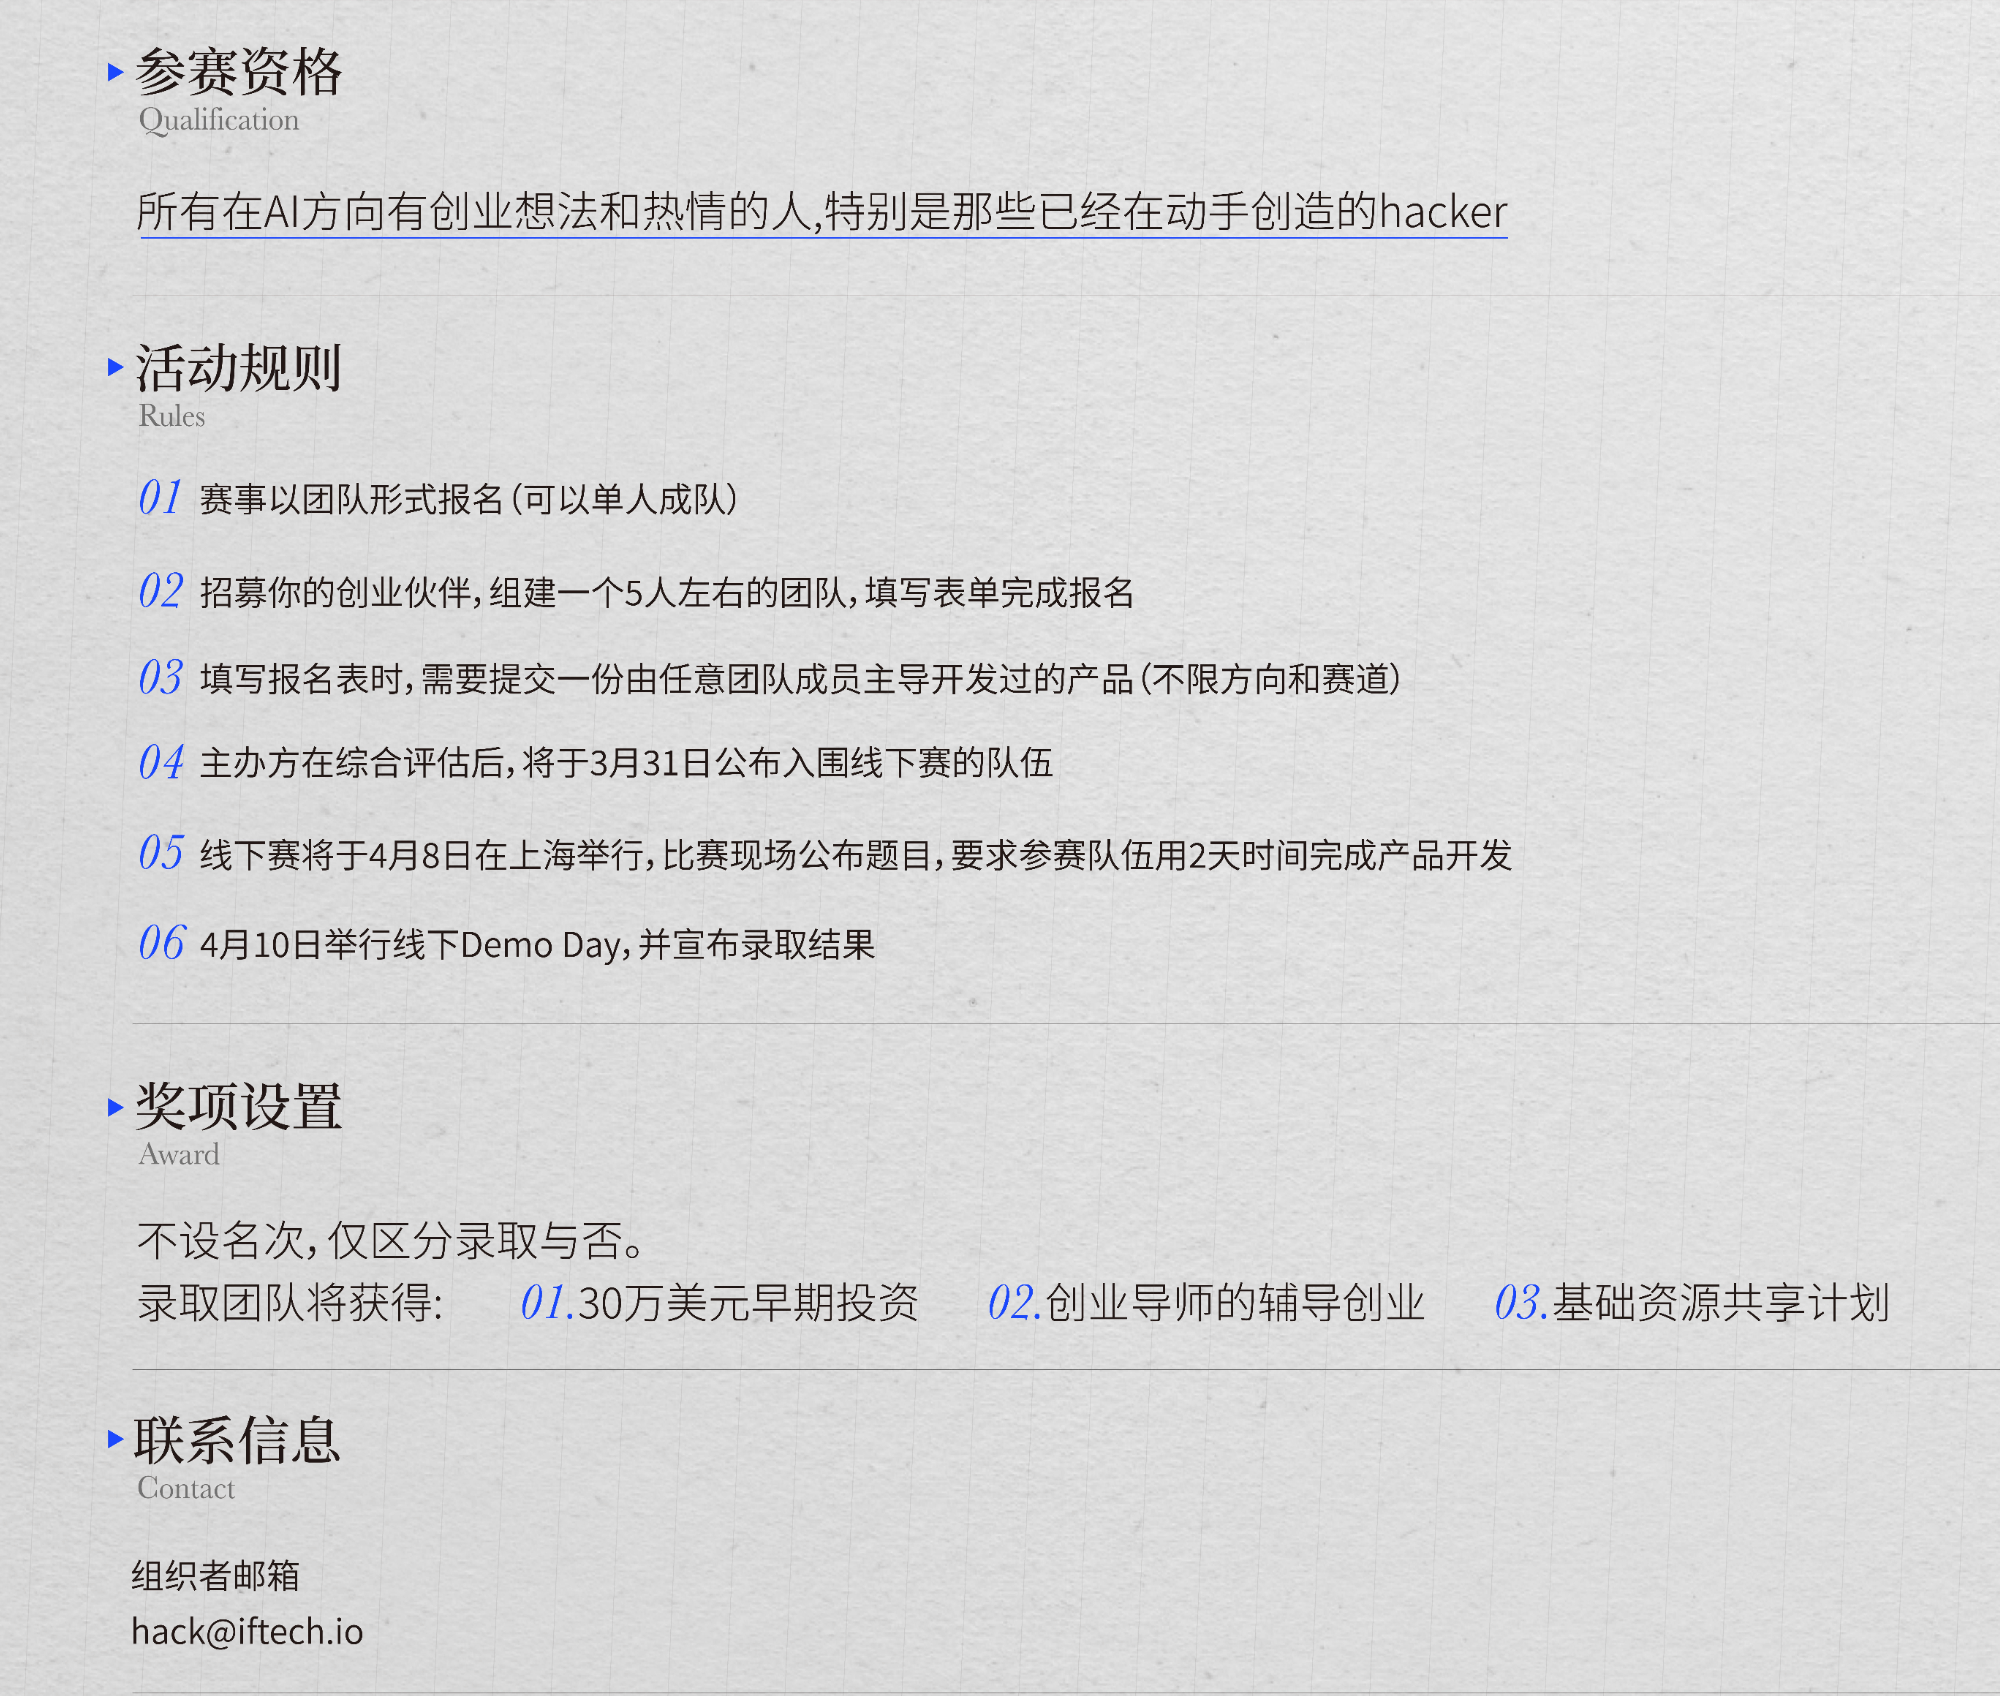 参赛资格
Qualification
所有在AI方向有创业想法和热情的人,特别是那些已经在动手创造的hacker
活动规则
Rules
01 赛事以团队形式报名（可以单人成队）
02 招募你的创业伙伴，组建一个5人左右的团队，填写表单完成报名
03 填写报名表时，需要提交一份由任意团队成员主导开发过的产品（不限方向和赛道）
04 主办方在综合评估后，将于3月31日公布入围线下赛的队伍
05 线下赛将于4月8日在上海举行，比赛现场公布题目，要求参赛队伍用2天时间完成产品开发
06 4月10日举行线下Demo Day，并宣布录取结果
奖项设置
Award
不设名次，仅区分录取与否。
录取团队将获得: 01.30万美元早期投资 02.创业导师的辅导创业 03.基础资源共享计划
联系信息
Contact
组织者邮箱
hack@iftech.io